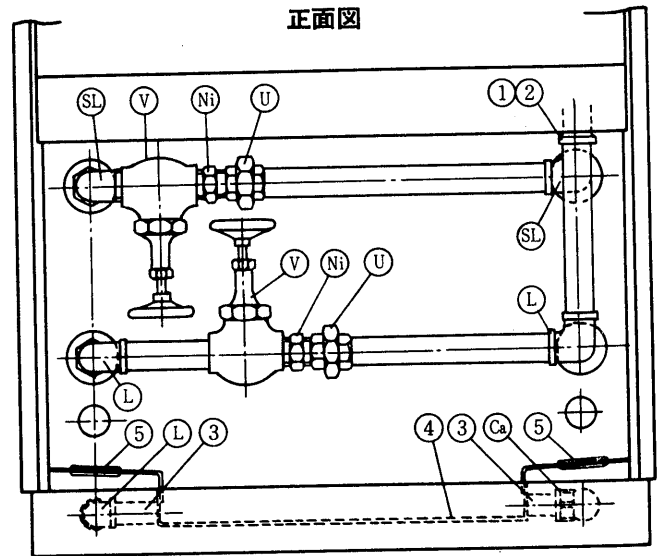 正面図
SL V Ni U 1 2
SL
V Ni U L
L
5 L 3 4 3 Ca 5